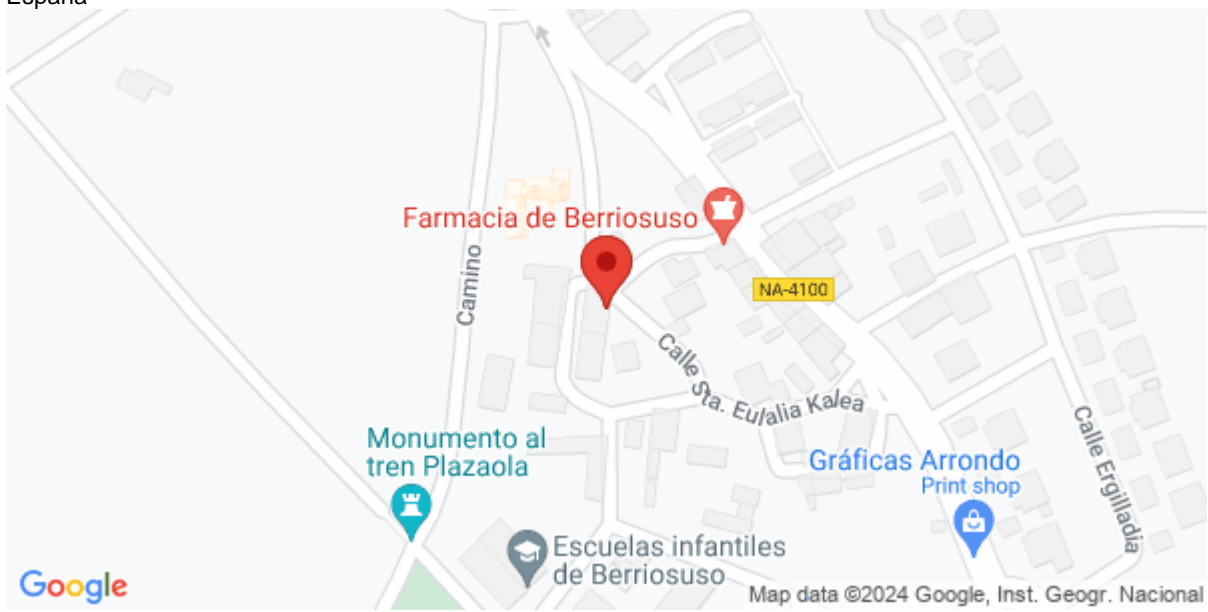 España
Farmacia de Berriosuso
Camino
NA-4100
Calle Sta. Eulalia Kalea
Monumento al
tren Plazaola
Gráficas Arrondo
Print shop
Calle Ergilladia
Escuelas infantiles
de Berriosuso
Google
Map data ©2024 Google, Inst. Geogr. Nacional